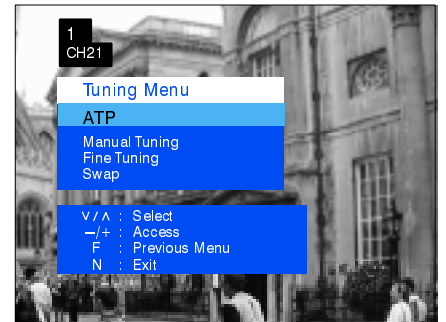 1
CH21
Tuning Menu
ATP
Manual Tuning
Fine Tuning
Swap
∨/∧ : Select
–/+ : Access
F : Previous Menu
N : Exit